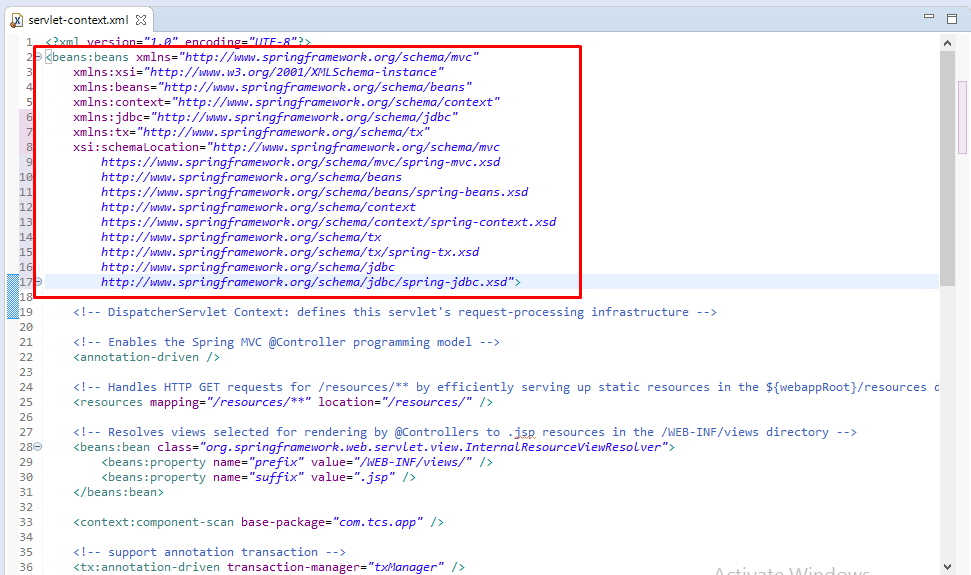 servlet-context.xml
1 <?xml version="1.0" encoding="UTF-8"?>
2 <beans:beans xmlns="http://www.springframework.org/schema/mvc"
3 xmlns:xsi="http://www.w3.org/2001/XMLSchema-instance"
4 xmlns:beans="http://www.springframework.org/schema/beans"
5 xmlns:context="http://www.springframework.org/schema/context"
6 xmlns:jdbc="http://www.springframework.org/schema/jdbc"
7 xmlns:tx="http://www.springframework.org/schema/tx"
8 xsi:schemaLocation="http://www.springframework.org/schema/mvc
9 https://www.springframework.org/schema/mvc/spring-mvc.xsd
10 http://www.springframework.org/schema/beans
11 https://www.springframework.org/schema/beans/spring-beans.xsd
12 http://www.springframework.org/schema/context
13 https://www.springframework.org/schema/context/spring-context.xsd
14 http://www.springframework.org/schema/tx
15 http://www.springframework.org/schema/tx/spring-tx.xsd
16 http://www.springframework.org/schema/jdbc
17 http://www.springframework.org/schema/jdbc/spring-jdbc.xsd">
18
19 <!-- DispatcherServlet Context: defines this servlet's request-processing infrastructure -->
20
21 <!-- Enables the Spring MVC @Controller programming model -->
22 <annotation-driven />
23
24 <!-- Handles HTTP GET requests for /resources/** by efficiently serving up static resources in the ${webappRoot}/resources d
25 <resources mapping="/resources/**" location="/resources/" />
26
27 <!-- Resolves views selected for rendering by @Controllers to .jsp resources in the /WEB-INF/views directory -->
28 <beans:bean class="org.springframework.web.servlet.view.InternalResourceViewResolver">
29 <beans:property name="prefix" value="/WEB-INF/views/" />
30 <beans:property name="suffix" value=".jsp" />
31 </beans:bean>
32
33 <context:component-scan base-package="com.tcs.app" />
34
35 <!-- support annotation transaction -->
36 <tx:annotation-driven transaction-manager="txManager" />
Activate Windows